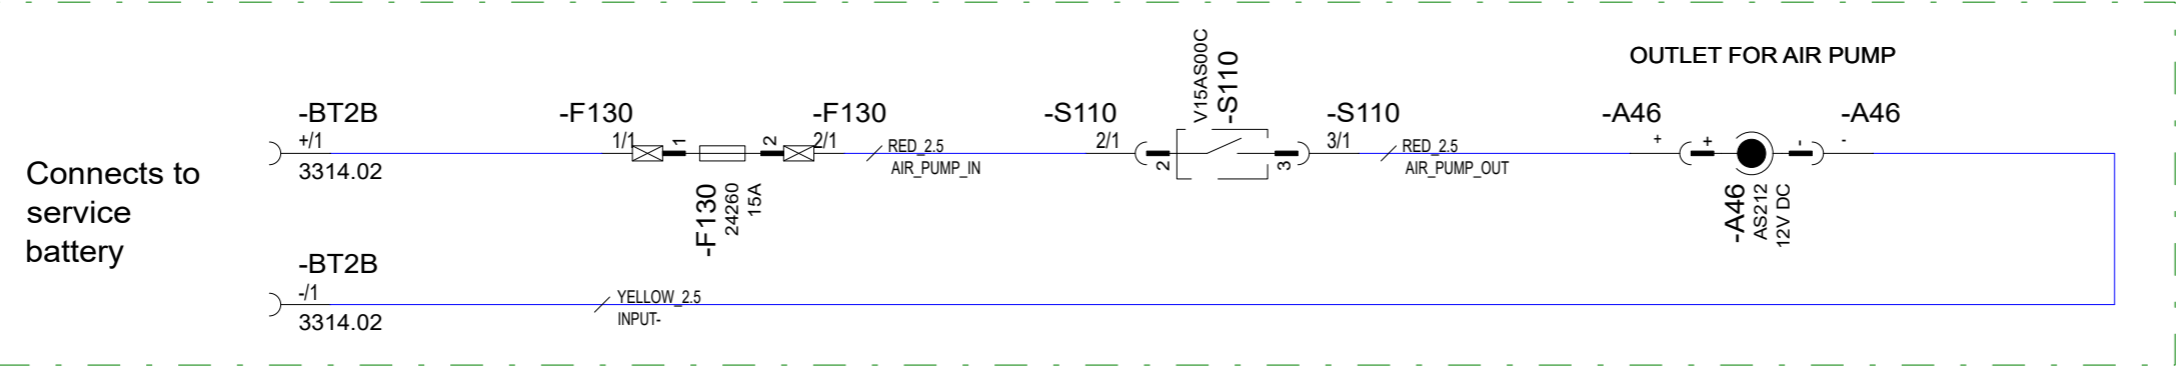 OUTLET FOR AIR PUMP
Connects to
service
battery
-BT2B
+/1
3314.02
-F130
1/1
1
2
-F130
2/1
-F130
24260
15A
RED_2.5
AIR_PUMP_IN
-S110
2/1
2
V15AS00C
-S110
3
-S110
3/1
RED_2.5
AIR_PUMP_OUT
-A46
+
+
-
-A46
-
-A46
AS212
12V DC
-BT2B
-/1
3314.02
YELLOW_2.5
INPUT-